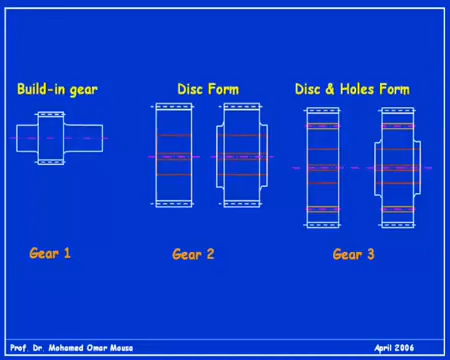 Build-in gear
Disc Form
Disc & Holes Form
Gear 1
Gear 2
Gear 3
Prof. Dr. Mohamed Omar Mousa
April 2006